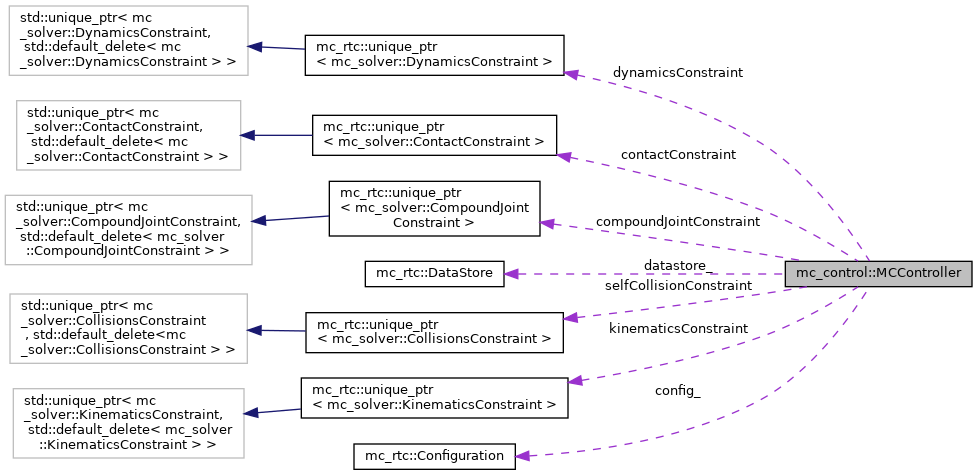 std::unique_ptr< mc
_solver::DynamicsConstraint,
std::default_delete< mc
_solver::DynamicsConstraint > >
mc_rtc::unique_ptr
< mc_solver::DynamicsConstraint >
dynamicsConstraint
std::unique_ptr< mc
_solver::ContactConstraint,
std::default_delete< mc
_solver::ContactConstraint > >
mc_rtc::unique_ptr
< mc_solver::ContactConstraint >
contactConstraint
std::unique_ptr< mc
_solver::CompoundJointConstraint,
std::default_delete< mc_solver
::CompoundJointConstraint > >
mc_rtc::unique_ptr
< mc_solver::CompoundJoint
Constraint >
compoundJointConstraint
mc_rtc::DataStore
datastore_
mc_control::MCController
std::unique_ptr< mc
_solver::CollisionsConstraint
, std::default_delete<mc
_solver::CollisionsConstraint > >
mc_rtc::unique_ptr
< mc_solver::CollisionsConstraint >
selfCollisionConstraint
std::unique_ptr< mc
_solver::KinematicsConstraint,
std::default_delete< mc_solver
::KinematicsConstraint > >
mc_rtc::unique_ptr
< mc_solver::KinematicsConstraint >
kinematicsConstraint
mc_rtc::Configuration
config_